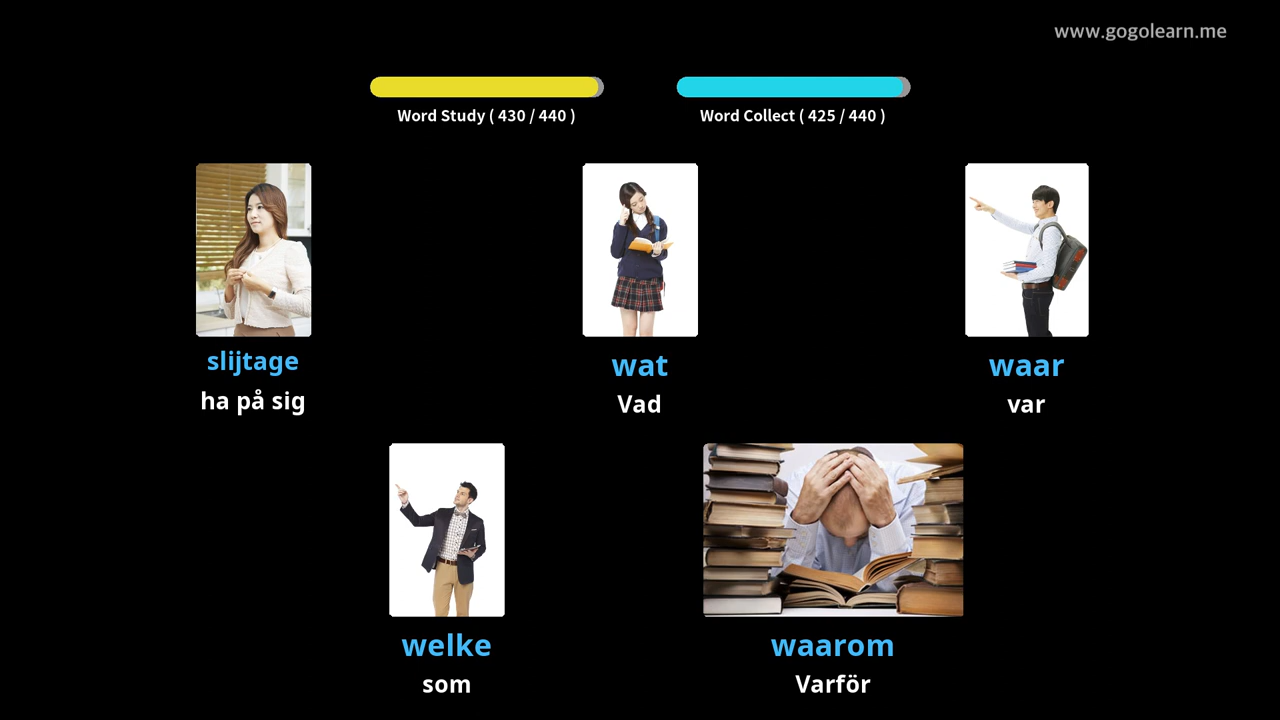 www.gogolearn.me
Word Study ( 430 / 440 )
Word Collect ( 425 / 440 )
slijtage
ha på sig
wat
Vad
waar
var
welke
som
waarom
Varför